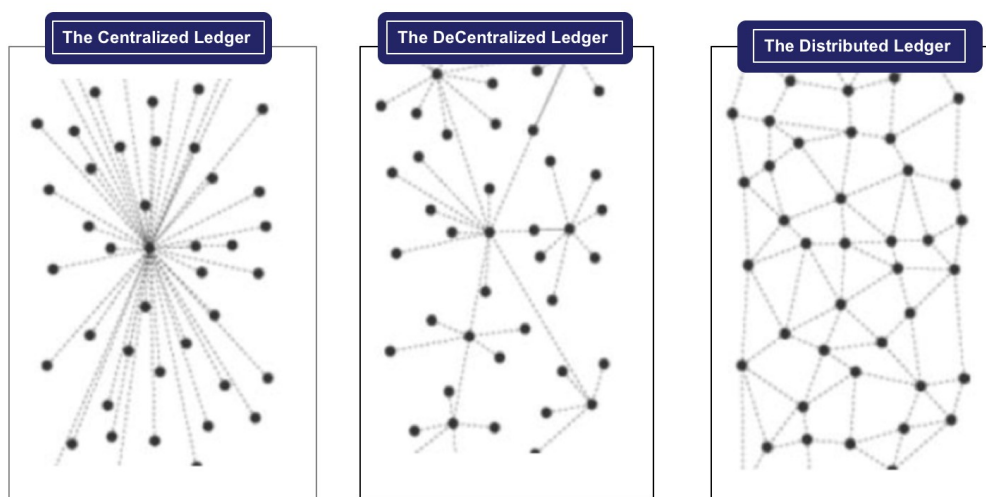 The Centralized Ledger
The DeCentralized Ledger
The Distributed Ledger